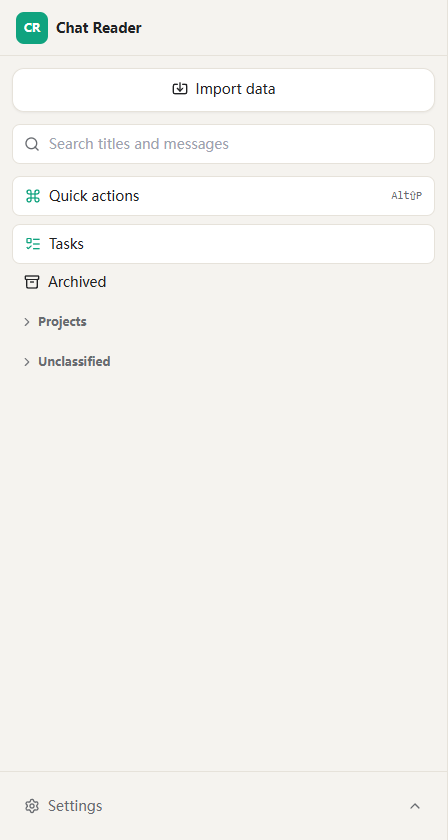 CR Chat Reader
Import data
Search titles and messages
Quick actions Alt⇧P
Tasks
Archived
Projects
Unclassified
Settings